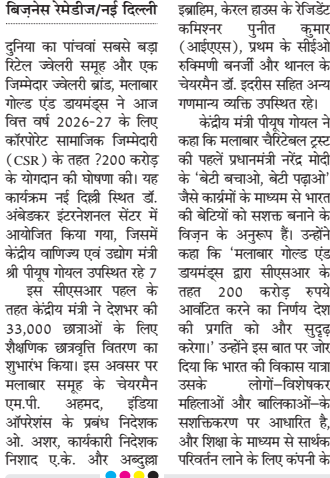 बिज़नेस रेमेडीज/नई दिल्ली
दुनिया का पांचवां सबसे बड़ा
रिटेल ज्वेलरी समूह और एक
जिम्मेदार ज्वेलरी ब्रांड, मलाबार
गोल्ड एंड डायमंड्स ने आज
वित्त वर्ष 2026-27 के लिए
कॉरपोरेट सामाजिक जिम्मेदारी
(CSR) के तहत ?200 करोड़
के योगदान की घोषणा की। यह
कार्यक्रम नई दिल्ली स्थित डॉ.
अंबेडकर इंटरनेशनल सेंटर में
आयोजित किया गया, जिसमें
केंद्रीय वाणिज्य एवं उद्योग मंत्री
श्री पीयूष गोयल उपस्थित रहे 7
इस सीएसआर पहल के
तहत केंद्रीय मंत्री ने देशभर की
33,000 छात्राओं के लिए
शैक्षणिक छात्रवृत्ति वितरण का
शुभारंभ किया। इस अवसर पर
मलाबार समूह के चेयरमैन
एम.पी. अहमद, इंडिया
ऑपरेशंस के प्रबंध निदेशक
ओ. अशर, कार्यकारी निदेशक
निशाद ए.के. और अब्दुल्ला
इब्राहिम, केरल हाउस के रेजिडेंट
कमिश्नर पुनीत कुमार
(आईएएस), प्रथम के सीईओ
रुक्मिणी बनर्जी और थानल के
चेयरमैन डॉ. इदरीस सहित अन्य
गणमान्य व्यक्ति उपस्थित रहे।
केंद्रीय मंत्री पीयूष गोयल ने
कहा कि मलाबार चैरिटेबल ट्रस्ट
की पहलें प्रधानमंत्री नरेंद्र मोदी
के ‘बेटी बचाओ, बेटी पढ़ाओ’
जैसे कार्यक्रमों के माध्यम से भारत
की बेटियों को सशक्त बनाने के
विज़न के अनुरूप हैं। उन्होंने
कहा कि ‘मलाबार गोल्ड एंड
डायमंड्स द्वारा सीएसआर के
तहत 200 करोड़ रुपये
आवंटित करने का निर्णय देश
की प्रगति को और सुदृढ़
करेगा।’ उन्होंने इस बात पर जोर
दिया कि भारत की विकास यात्रा
उसके लोगों–विशेषकर
महिलाओं और बालिकाओं–के
सशक्तिकरण पर आधारित है,
और शिक्षा के माध्यम से सार्थक
परिवर्तन लाने के लिए कंपनी के